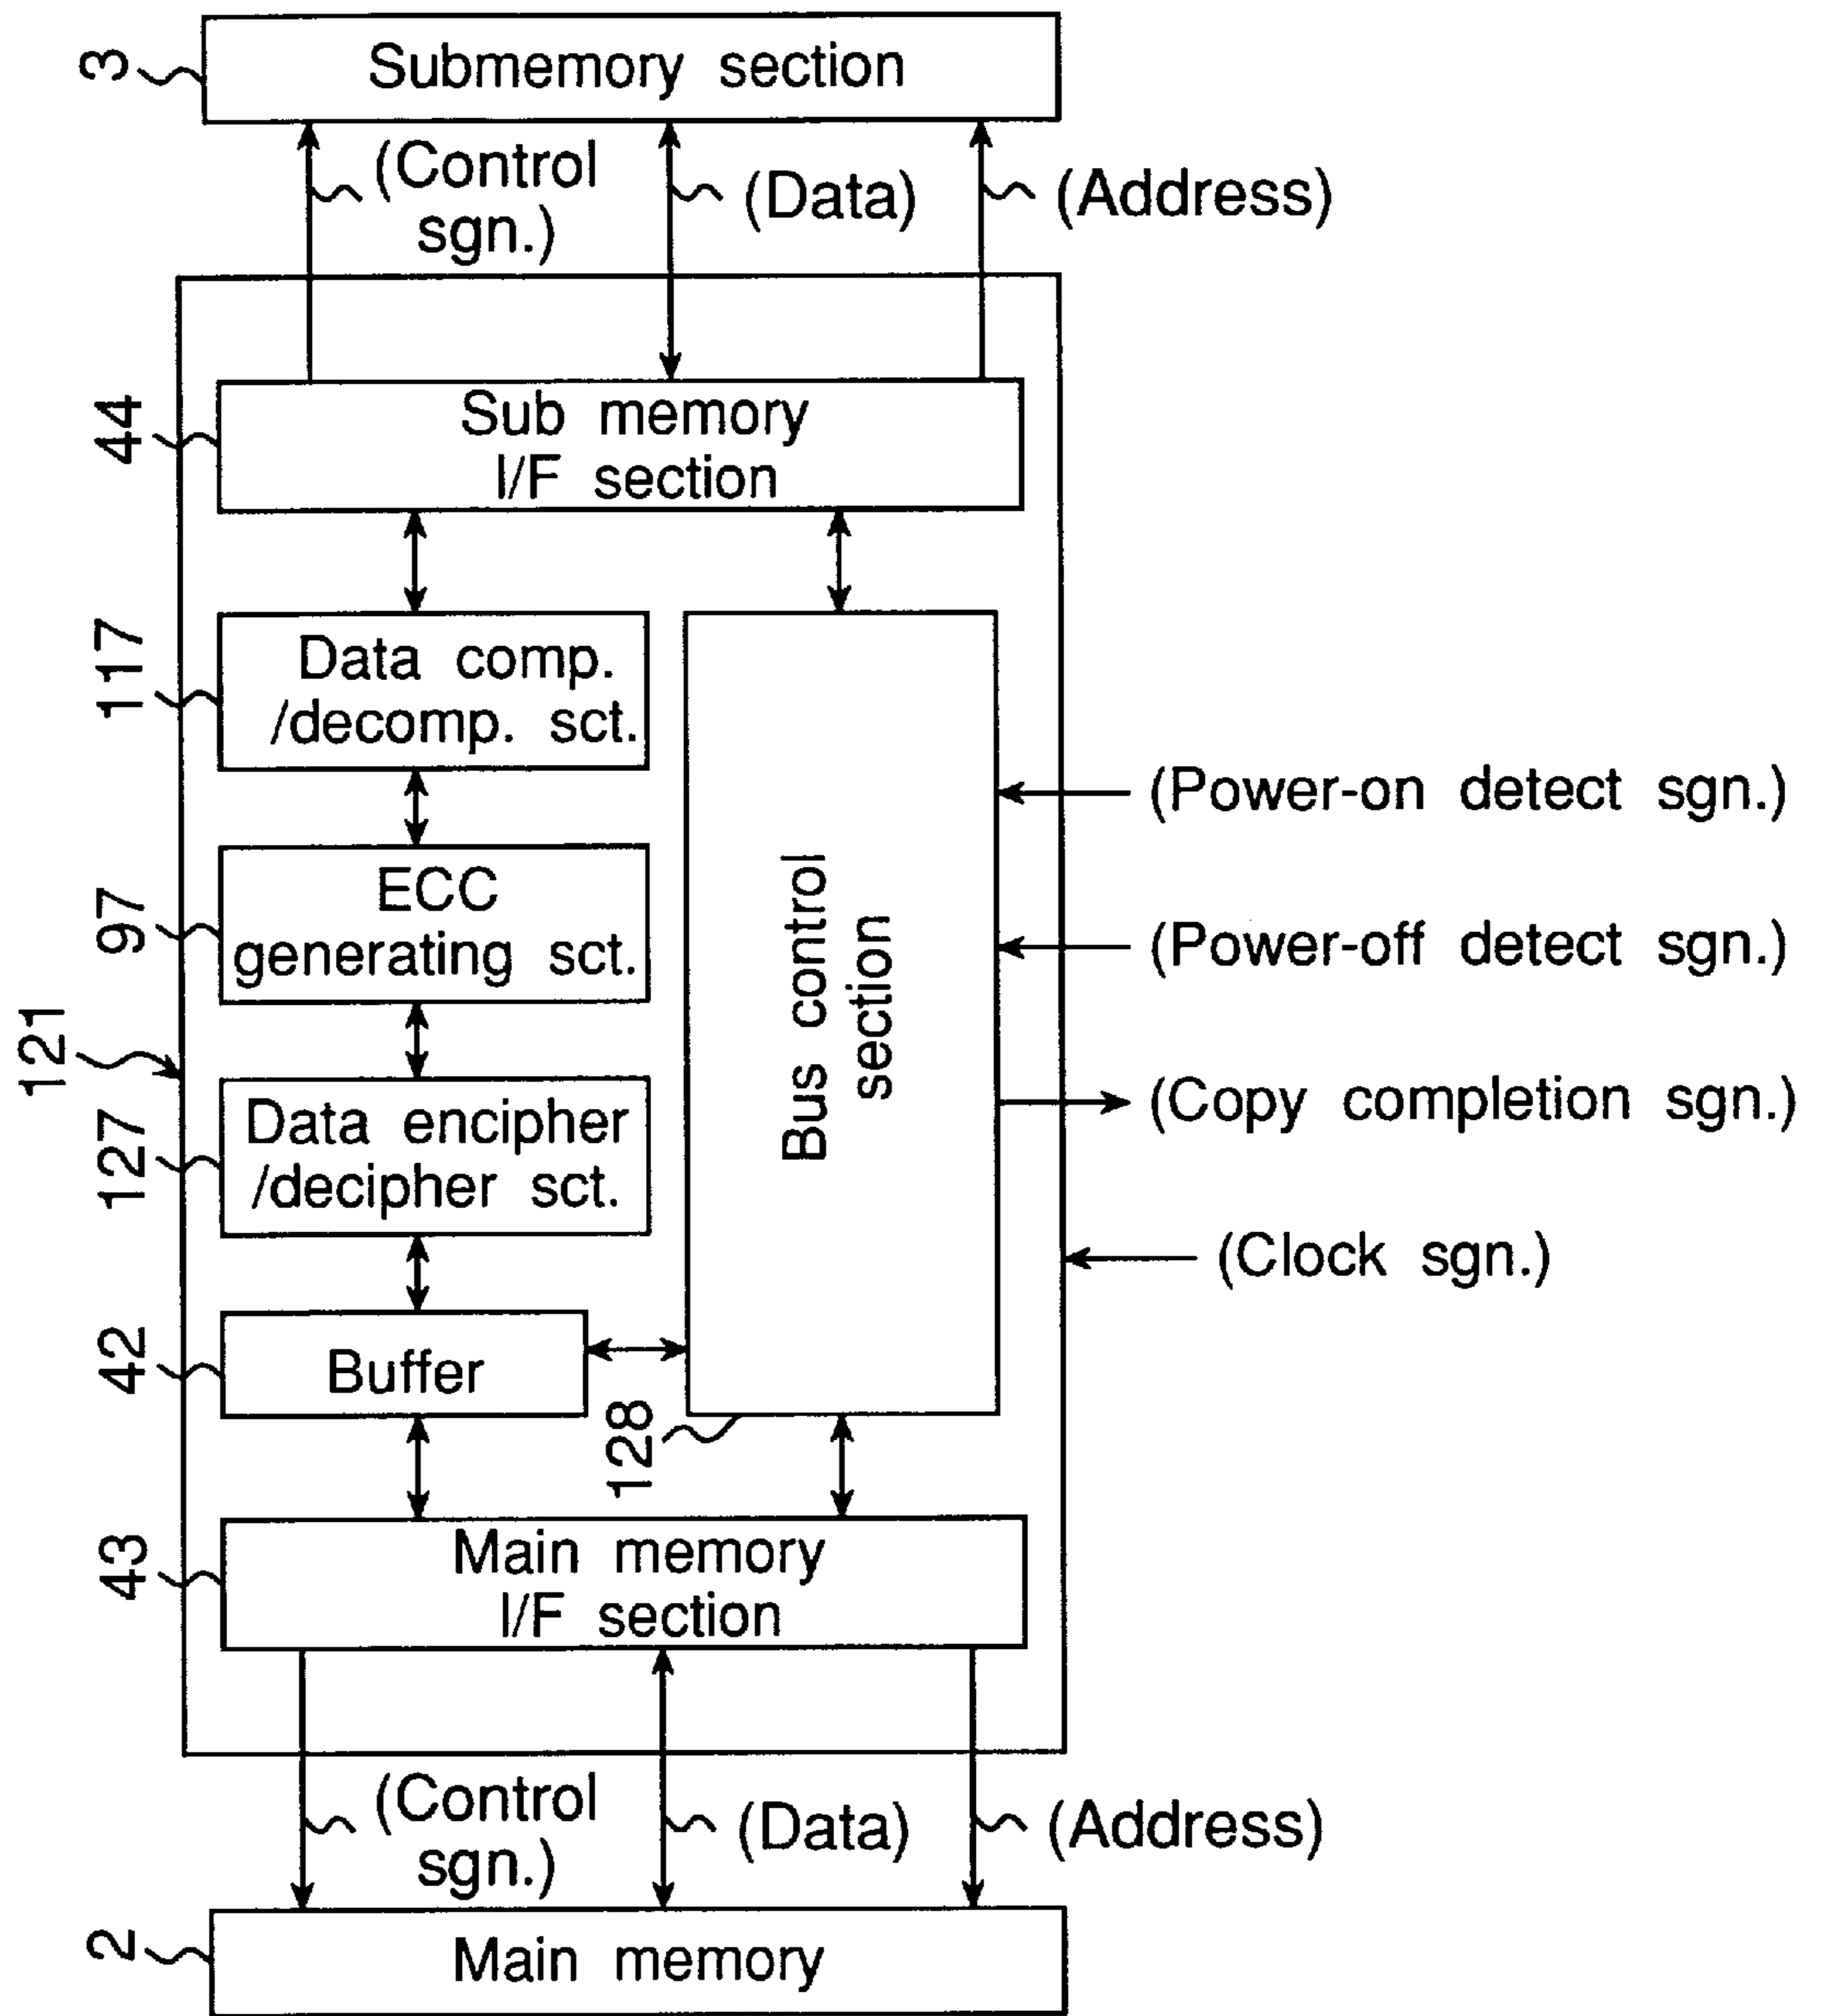 3
Submemory section
(Control
sgn.)
(Data)
(Address)
44
Sub memory
I/F section
117
Data comp.
/decomp. sct.
97
ECC
generating sct.
121
127
Data encipher
/decipher sct.
42
Buffer
128
Bus control
section
(Power-on detect sgn.)
(Power-off detect sgn.)
(Copy completion sgn.)
(Clock sgn.)
43
Main memory
I/F section
(Control
sgn.)
(Data)
(Address)
2
Main memory